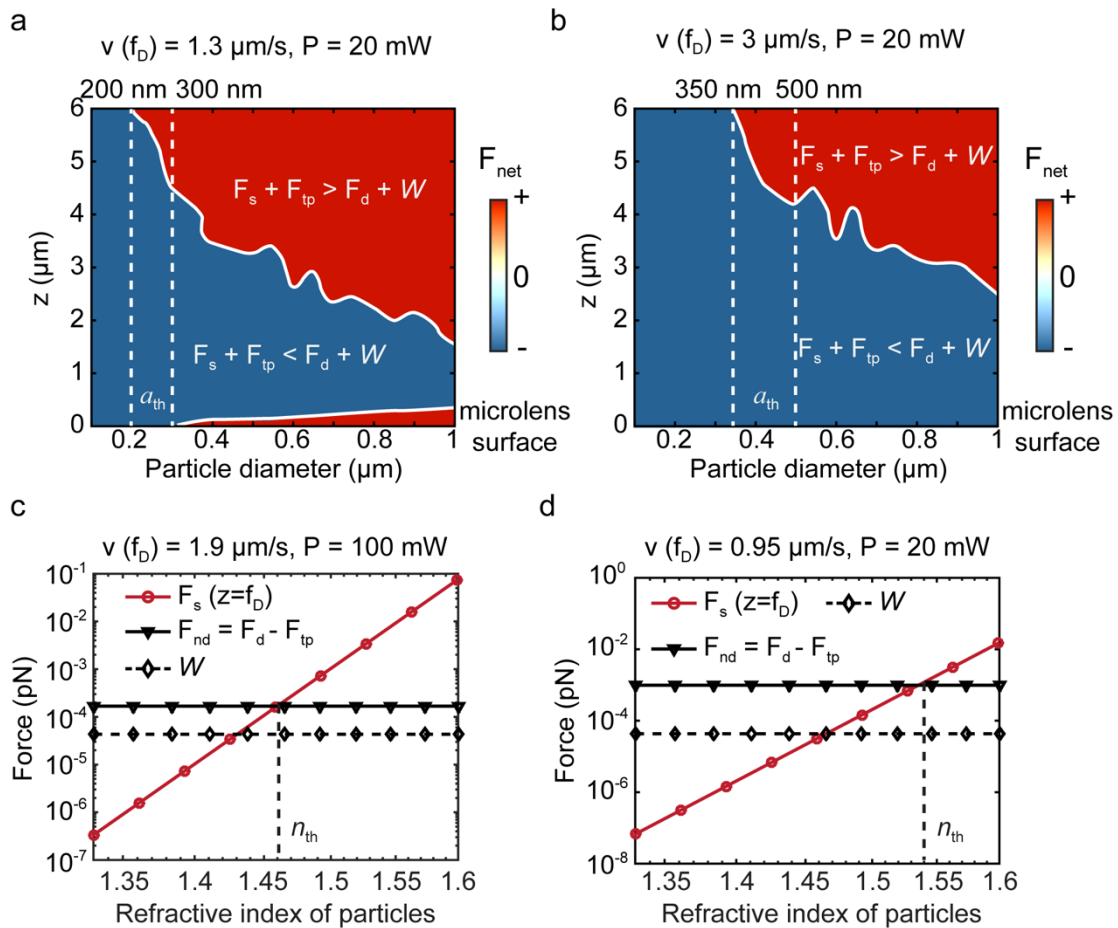 a
v (f_D) = 1.3 µm/s, P = 20 mW
200 nm 300 nm
6
5
4
3
2
1
0
z (µm)
F_s + F_tp > F_d + W
F_s + F_tp < F_d + W
a_th
0.2 0.4 0.6 0.8 1
Particle diameter (µm)
F_net
+
0
-
microlens
surface
b
v (f_D) = 3 µm/s, P = 20 mW
350 nm 500 nm
6
5
4
3
2
1
0
z (µm)
F_s + F_tp > F_d + W
F_s + F_tp < F_d + W
a_th
0.2 0.4 0.6 0.8 1
Particle diameter (µm)
F_net
+
0
-
microlens
surface
c
v (f_D) = 1.9 µm/s, P = 100 mW
10^-1
10^-2
10^-3
10^-4
10^-5
10^-6
10^-7
Force (pN)
F_s (z=f_D)
F_nd = F_d - F_tp
W
n_th
1.35 1.4 1.45 1.5 1.55 1.6
Refractive index of particles
d
v (f_D) = 0.95 µm/s, P = 20 mW
10^0
10^-2
10^-4
10^-6
10^-8
Force (pN)
F_s (z=f_D) W
F_nd = F_d - F_tp
n_th
1.35 1.4 1.45 1.5 1.55 1.6
Refractive index of particles